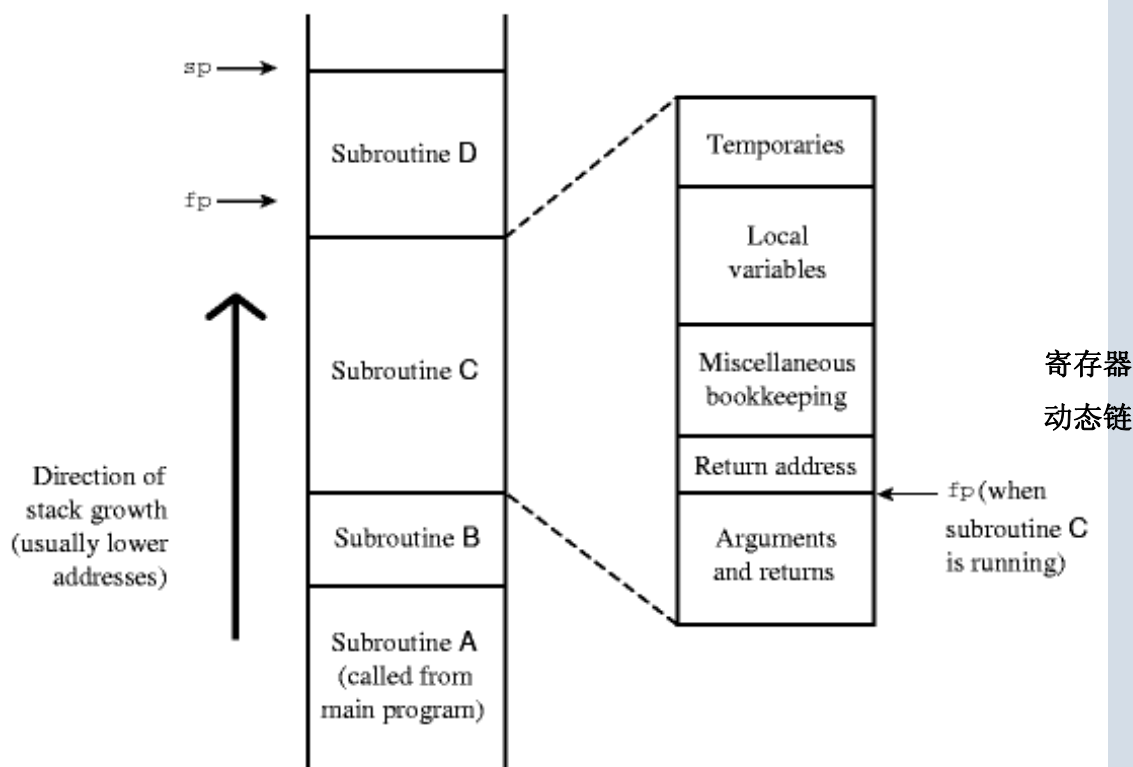 sp
fp
Subroutine D
Subroutine C
Subroutine B
Subroutine A
(called from
main program)
Direction of
stack growth
(usually lower
addresses)
Temporaries
Local
variables
Miscellaneous
bookkeeping
Return address
Arguments
and returns
fp (when
subroutine C
is running)
寄存器
动态链